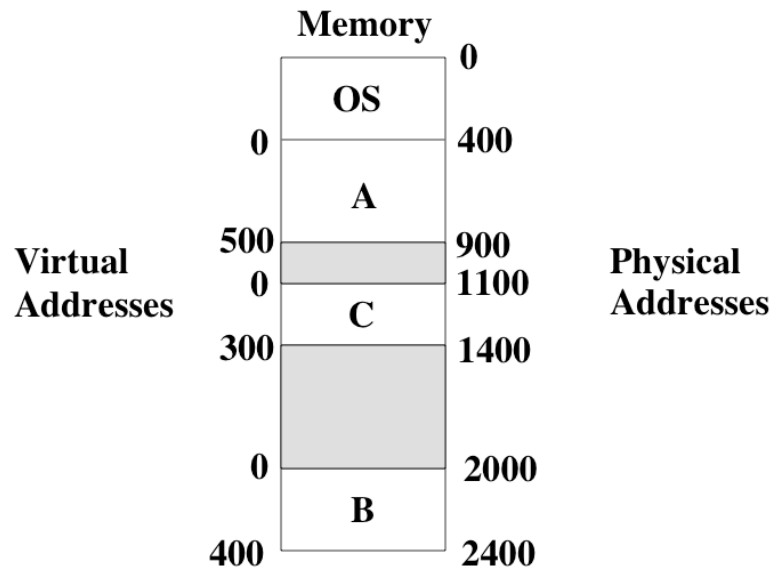 Memory
0
OS
0 400
A
500 900
Virtual
Addresses
Physical
Addresses
0 1100
C
300 1400
0 2000
B
400 2400